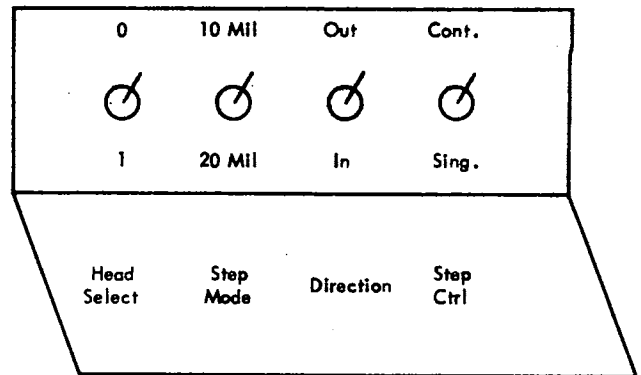 0 10 Mil Out Cont.
1 20 Mil In Sing.
Head Step Direction Step
Select Mode Ctrl